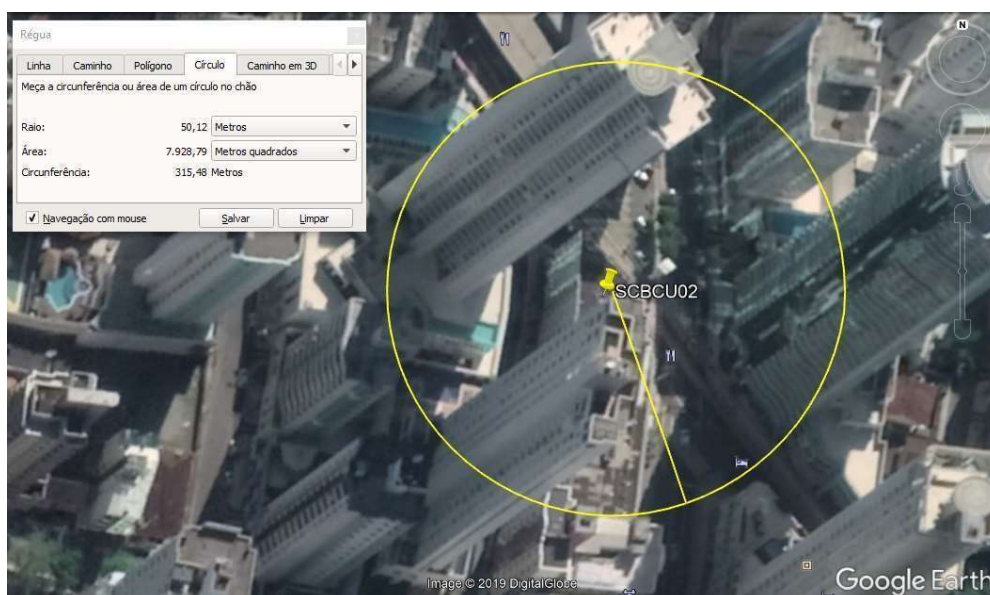 Régua
Linha Caminho Polígono Círculo Caminho em 3D
Meça a circunferência ou área de um círculo no chão
Raio: 50,12 Metros
Área: 7.928,79 Metros quadrados
Circunferência: 315,48 Metros
Navegação com mouse Salvar Limpar
N
SCBCU02
Image © 2019 DigitalGlobe
Google Earth